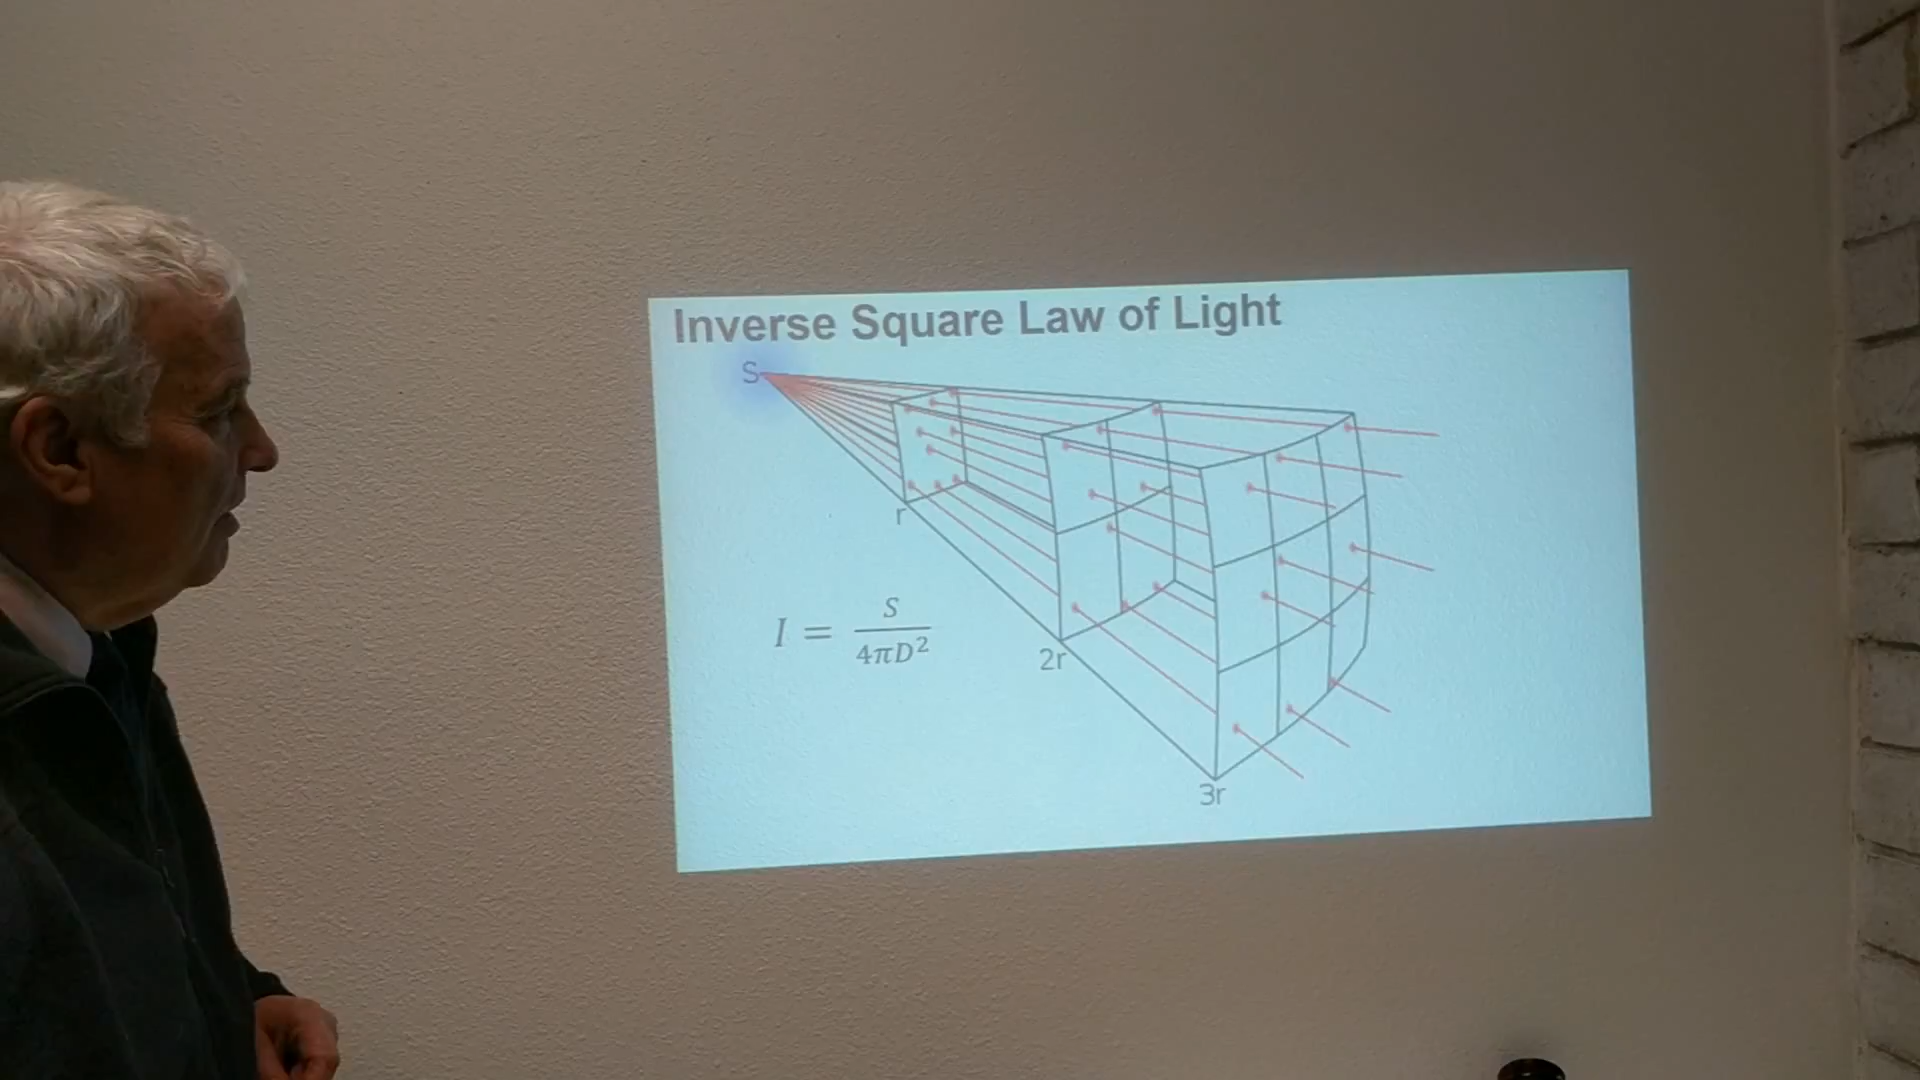 Inverse Square Law of Light
S
r
I = S / 4πD²
2r
3r